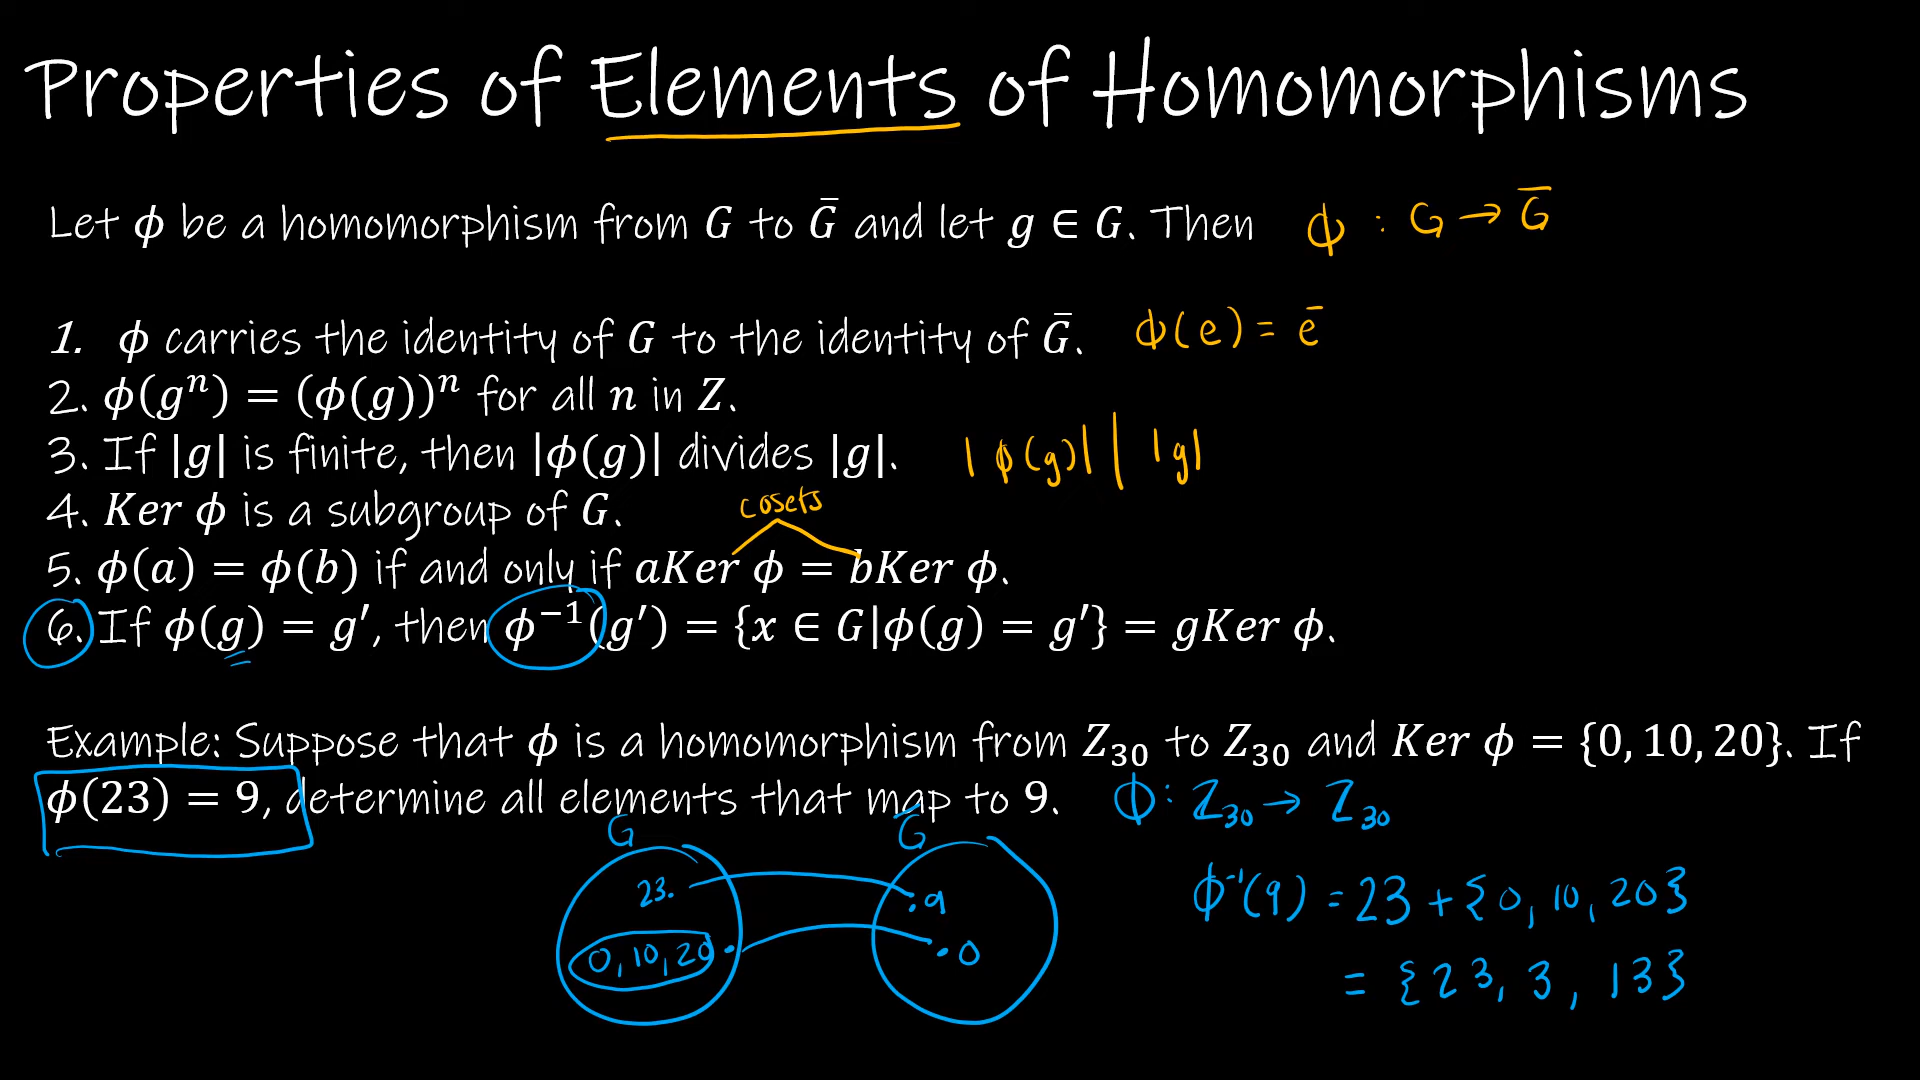 Properties of Elements of Homomorphisms
Let ϕ be a homomorphism from G to G̅ and let g ∈ G. Then ϕ : G → G̅
1. ϕ carries the identity of G to the identity of G̅. ϕ(e) = e̅
2. ϕ(gⁿ) = (ϕ(g))ⁿ for all n in Z.
3. If |g| is finite, then |ϕ(g)| divides |g|. |ϕ(g)| | |g|
4. Ker ϕ is a subgroup of G.
cosets
5. ϕ(a) = ϕ(b) if and only if aKer ϕ = bKer ϕ.
6. If ϕ(g) = g′, then ϕ⁻¹(g′) = {x ∈ G|ϕ(g) = g′} = gKer ϕ.
Example: Suppose that ϕ is a homomorphism from Z₃₀ to Z₃₀ and Ker ϕ = {0, 10, 20}. If
ϕ(23) = 9, determine all elements that map to 9. ϕ : Z₃₀ → Z₃₀
G G̅
23. .9
0, 10, 20 . .0
ϕ⁻¹(9) = 23 + {0, 10, 20}
= {23, 3, 13}